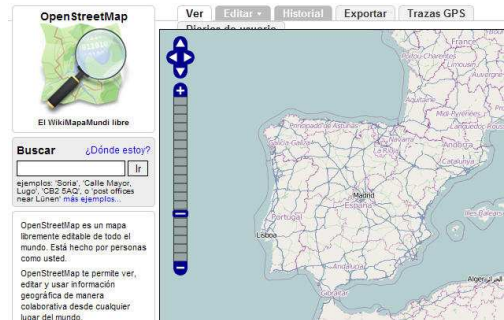 OpenStreetMap
El WikiMapaMundi libre
Ver Editar Historial Exportar Trazas GPS
Diarios de usuario
Buscar ¿Dónde estoy?
Ir
ejemplos: 'Soria', 'Calle Mayor,
Lugo', 'CB2 5AQ', o 'post offices
near Lünen' más ejemplos...
OpenStreetMap es un mapa
libremente editable de todo el
mundo. Está hecho por personas
como usted.
OpenStreetMap te permite ver,
editar y usar información
geográfica de manera
colaborativa desde cualquier
lugar del mundo.
France
Poitou-Charentes
Limousin
Auvergne
Aquitaine
Midi-Pyrénées
Languedoc-Rous
Principado de Asturias
Galicia
Navarra
Andorra
Catalunya
Madrid
España
Portugal
Lisboa
Illes Balears
Andalucía
Gibraltar
Alger